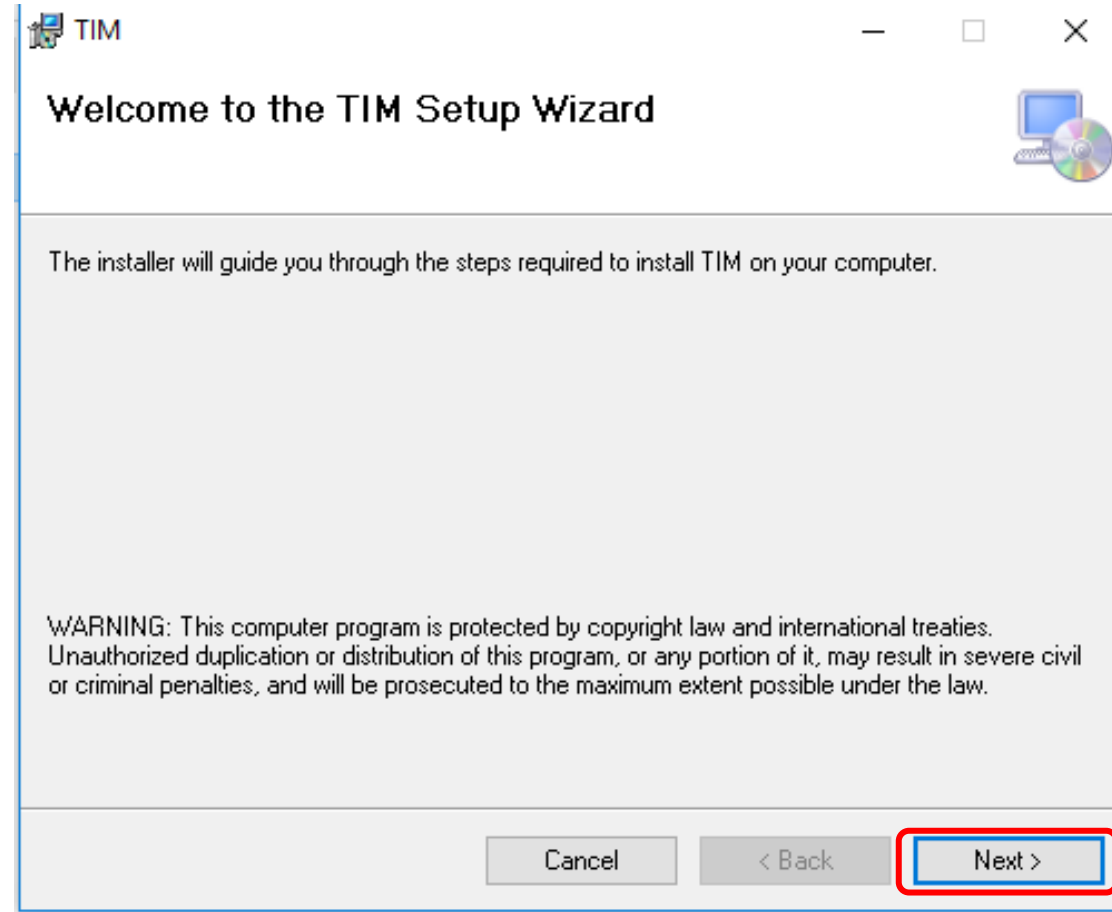 TIM
Welcome to the TIM Setup Wizard
The installer will guide you through the steps required to install TIM on your computer.
WARNING: This computer program is protected by copyright law and international treaties.
Unauthorized duplication or distribution of this program, or any portion of it, may result in severe civil
or criminal penalties, and will be prosecuted to the maximum extent possible under the law.
Cancel < Back Next >